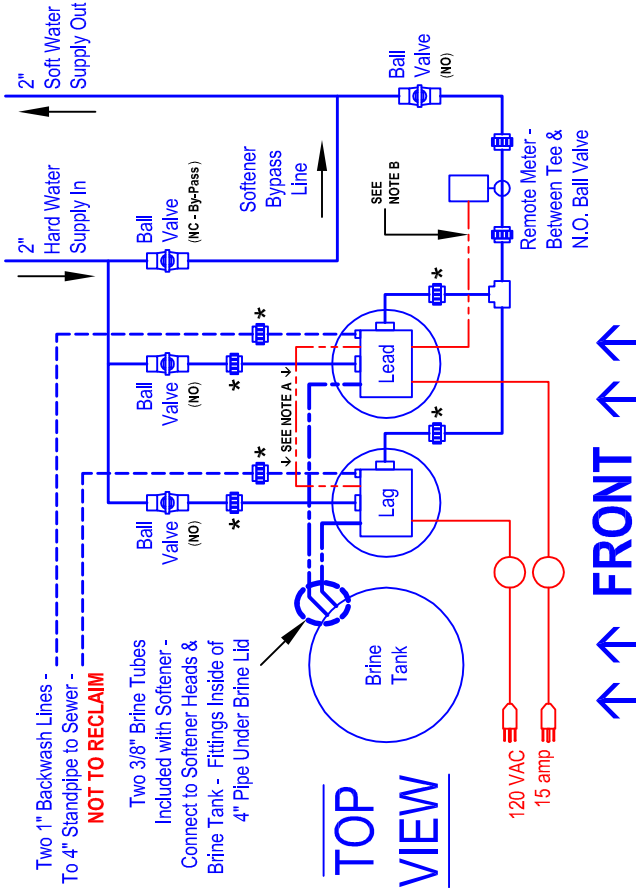 2"
Hard Water
Supply In
2"
Soft Water
Supply Out
Two 1" Backwash Lines -
To 4" Standpipe to Sewer -
NOT TO RECLAIM
Ball
Valve
(NO)
Ball
Valve
(NO)
Ball
Valve
(NC - By-Pass)
Softener
Bypass
Line
Ball
Valve
(NO)
Two 3/8" Brine Tubes
Included with Softener -
Connect to Softener Heads &
Brine Tank - Fittings Inside of
4" Pipe Under Brine Lid
*
*
*
*
↓ SEE NOTE A ↓
SEE
NOTE B
*
*
Brine
Tank
Lag
Lead
Remote Meter -
Between Tee &
N.O. Ball Valve
TOP
VIEW
120 VAC
15 amp
FRONT